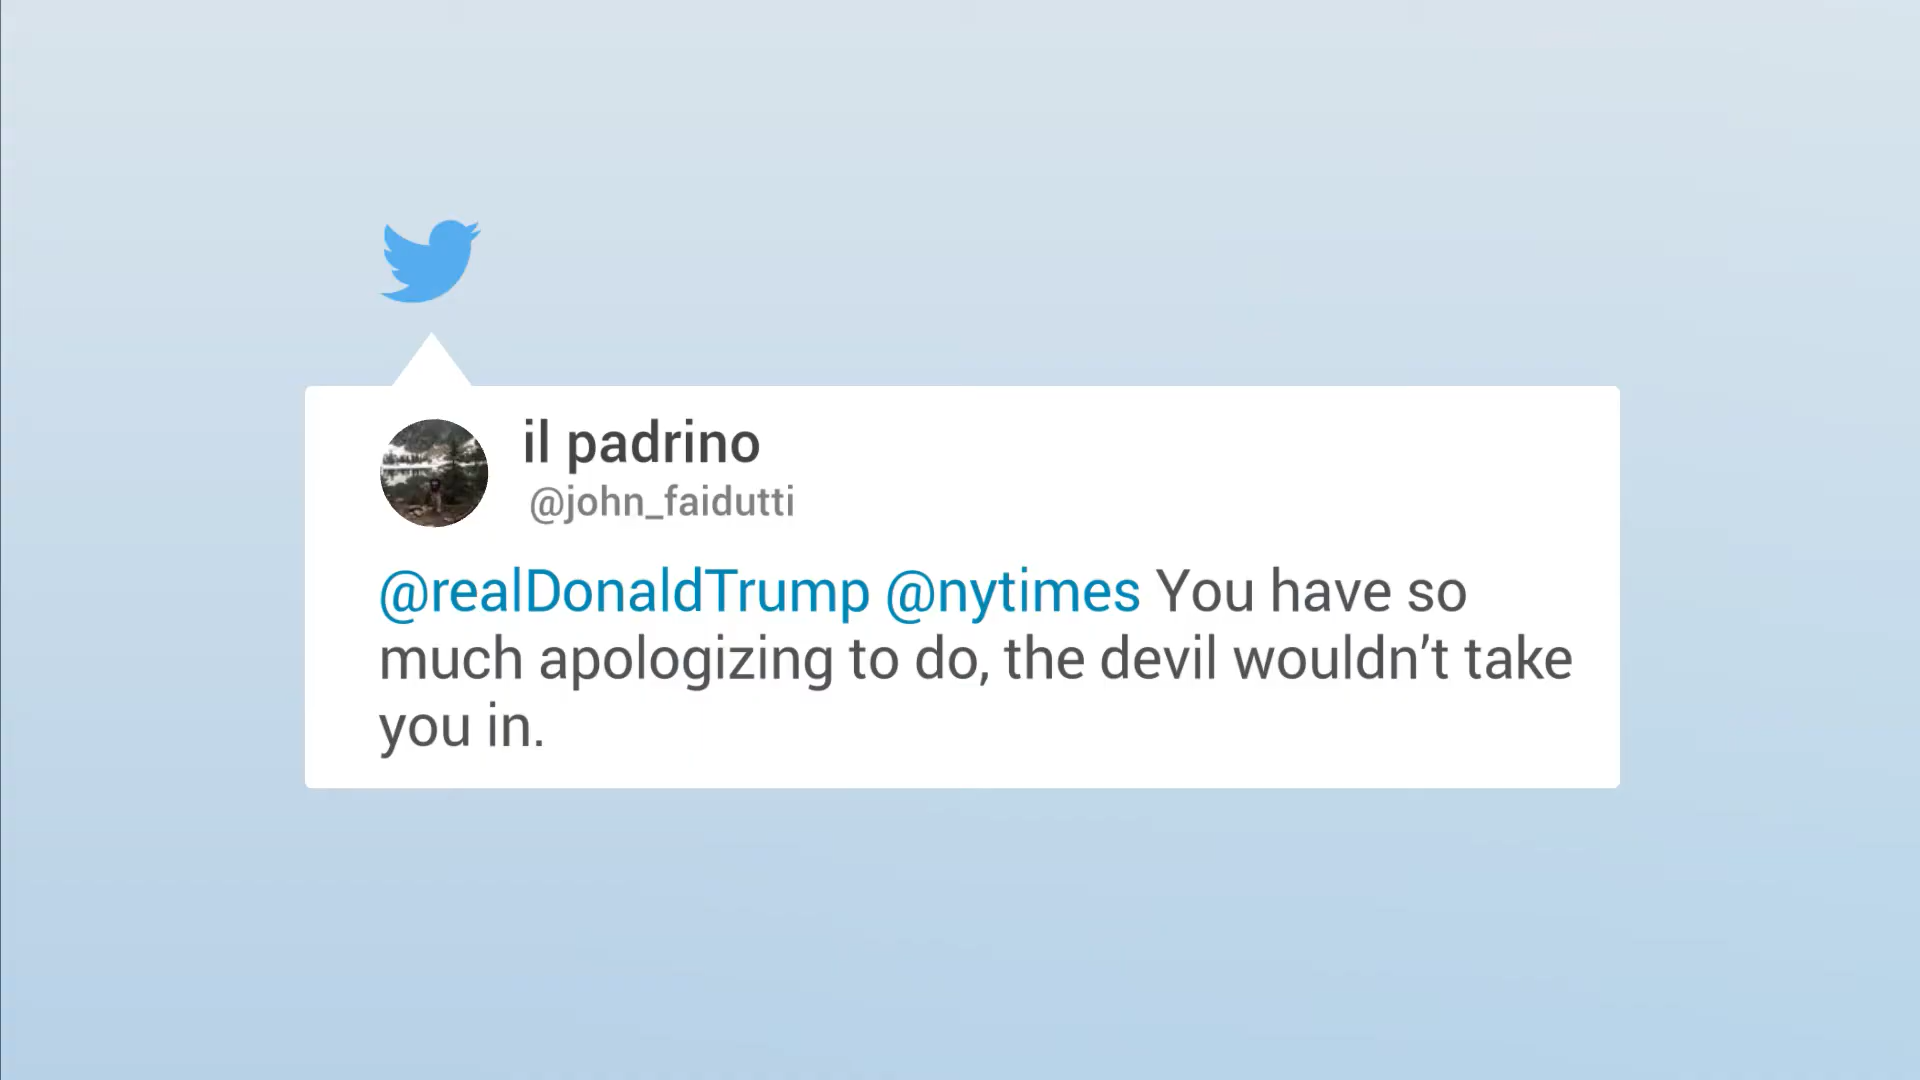 il padrino
@john_faidutti
@realDonaldTrump @nytimes You have so
much apologizing to do, the devil wouldn’t take
you in.